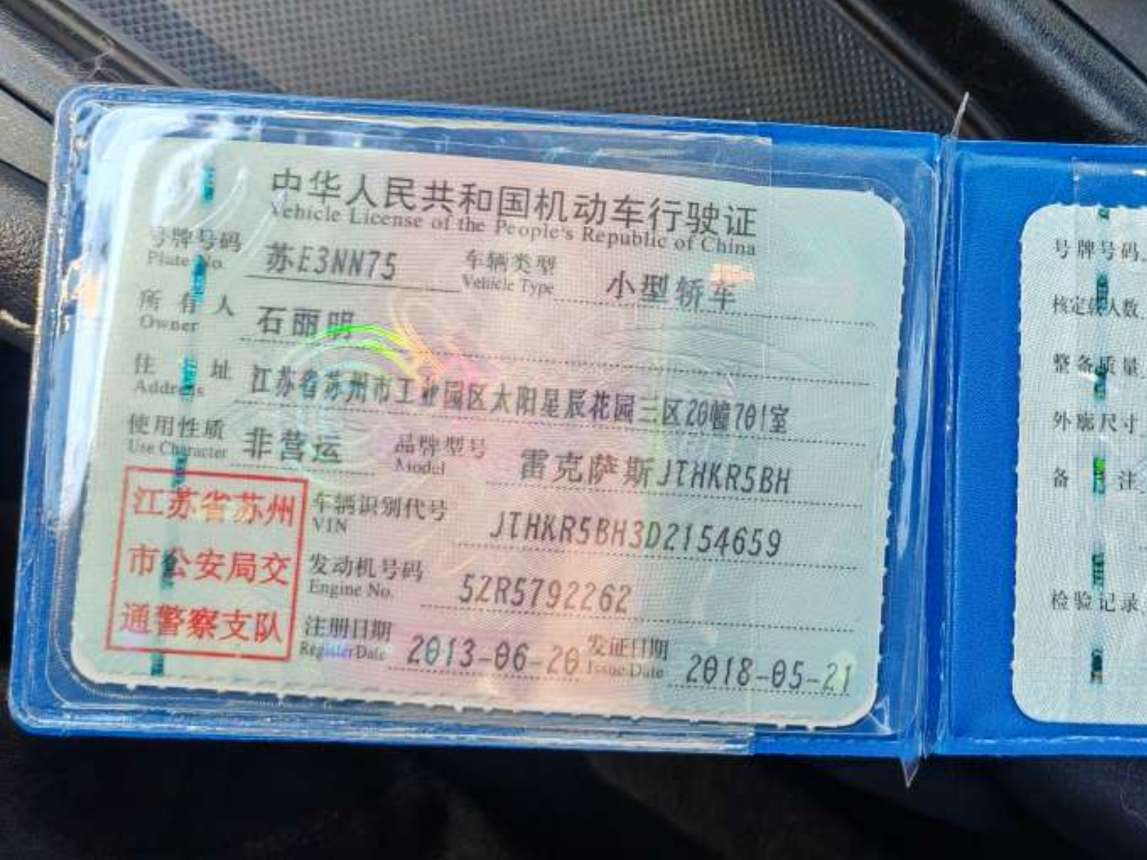 中华人民共和国机动车行驶证
Vehicle License of the People's Republic of China
号牌号码 苏E3NN75 车辆类型 小型轿车
Plate No. Vehicle Type
所有人 石丽明
Owner
住址 江苏省苏州市工业园区太阳星辰花园三区20幢701室
Address
使用性质 非营运 品牌型号 雷克萨斯JTHKR5BH
Use Character Model
江苏省苏州
市公安局交
通警察支队
车辆识别代号 JTHKR5BH3D2154659
VIN
发动机号码 5ZR5792262
Engine No.
注册日期 2013-06-20 发证日期 2018-05-21
Register Date Issue Date
号牌号码
核定载人数
整备质量
外廓尺寸
备注
检验记录